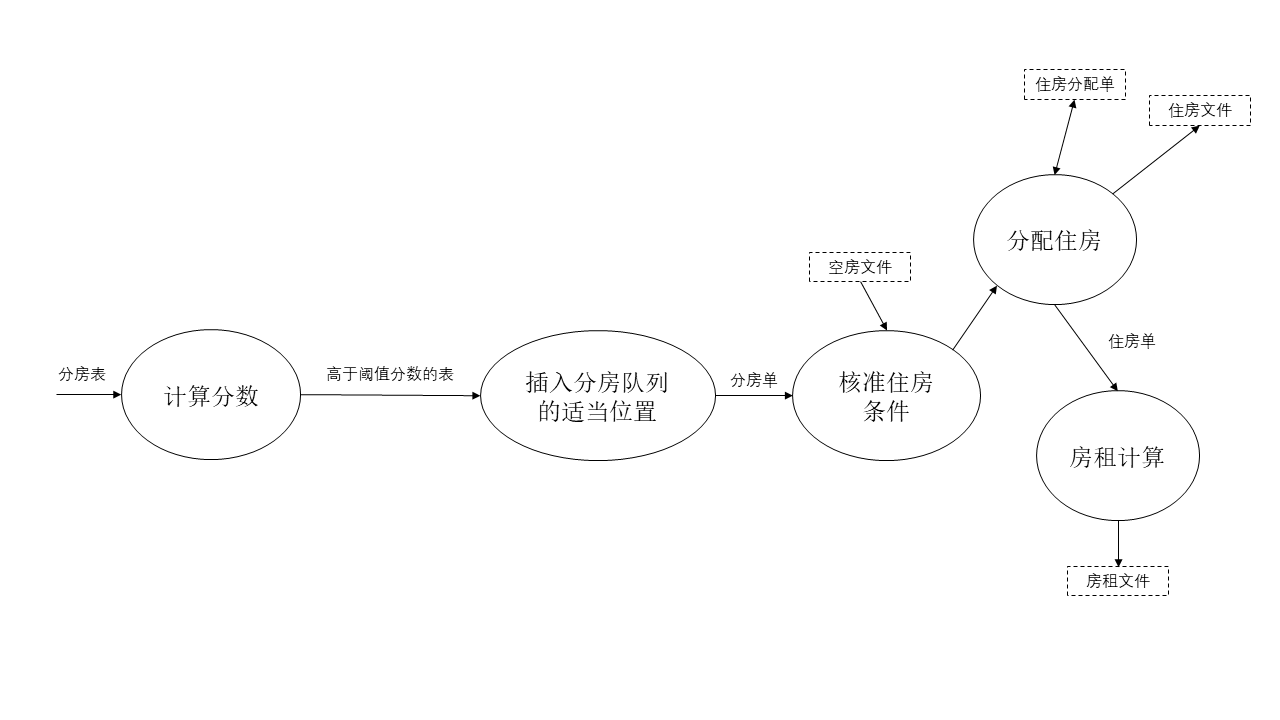 住房分配单
住房文件
分配住房
空房文件
住房单
分房表
计算分数
高于阈值分数的表
插入分房队列
的适当位置
分房单
核准住房
条件
房租计算
房租文件